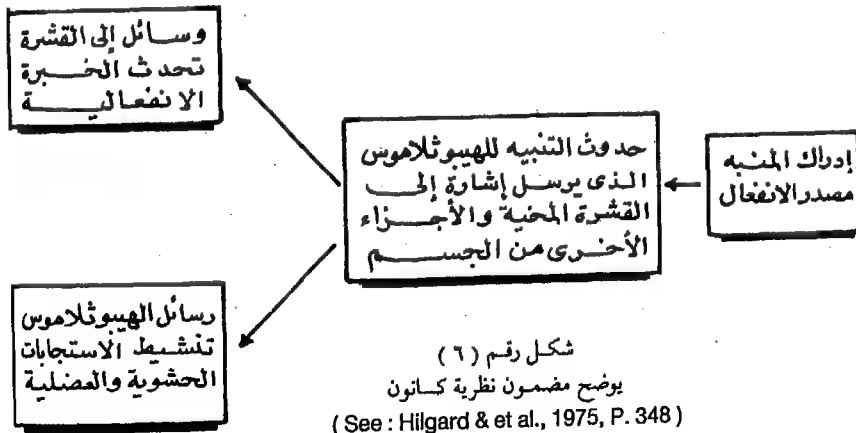 إدراك المنبه
مصدر الانفعال
حدوث التنبيه للهيبوثلاموس
الذى يرسل إشارة إلى
القشرة المخية والأجزاء
الأخرى من الجسم
وسائل إلى القشرة
تحدث الخبرة
الانفعالية
رسائل الهيبوثلاموس
تنشيط الاستجابات
الحشوية والعضلية
شكل رقم (٦)
يوضح مضمون نظرية كانون
(See : Hilgard & et al., 1975, P. 348)